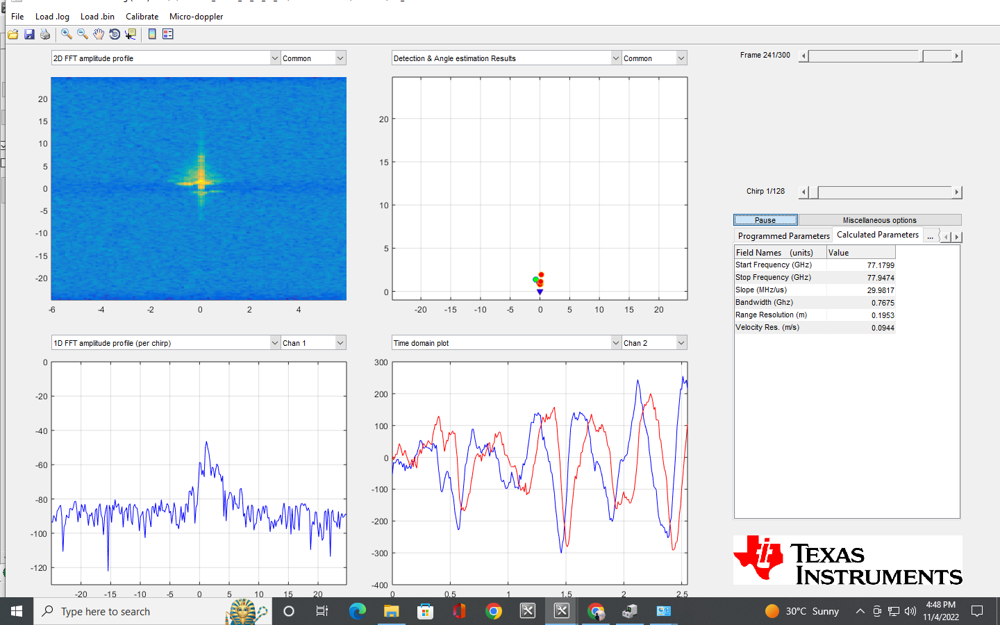 File Load .log Load .bin Calibrate Micro-doppler
2D FFT amplitude profile Common
Detection & Angle estimation Results Common
Frame 241/300
20
15
10
5
0
-5
-10
-15
-20
-6 -4 -2 0 2 4
20
15
10
5
0
-20 -15 -10 -5 0 5 10 15 20
Chirp 1/128
Pause Miscellaneous options
Programmed Parameters Calculated Parameters ...
Field Names (units) Value
Start Frequency (GHz) 77.1799
Stop Frequency (GHz) 77.9474
Slope (MHz/us) 29.9817
Bandwidth (Ghz) 0.7675
Range Resolution (m) 0.1953
Velocity Res. (m/s) 0.0944
1D FFT amplitude profile (per chirp) Chan 1
Time domain plot Chan 2
0
-20
-40
-60
-80
-100
-120
-20 -15 -10 -5 0 5 10 15 20
300
200
100
0
-100
-200
-300
-400
0 0.5 1 1.5 2 2.5
TEXAS
INSTRUMENTS
Type here to search
30°C Sunny
4:48 PM
11/4/2022